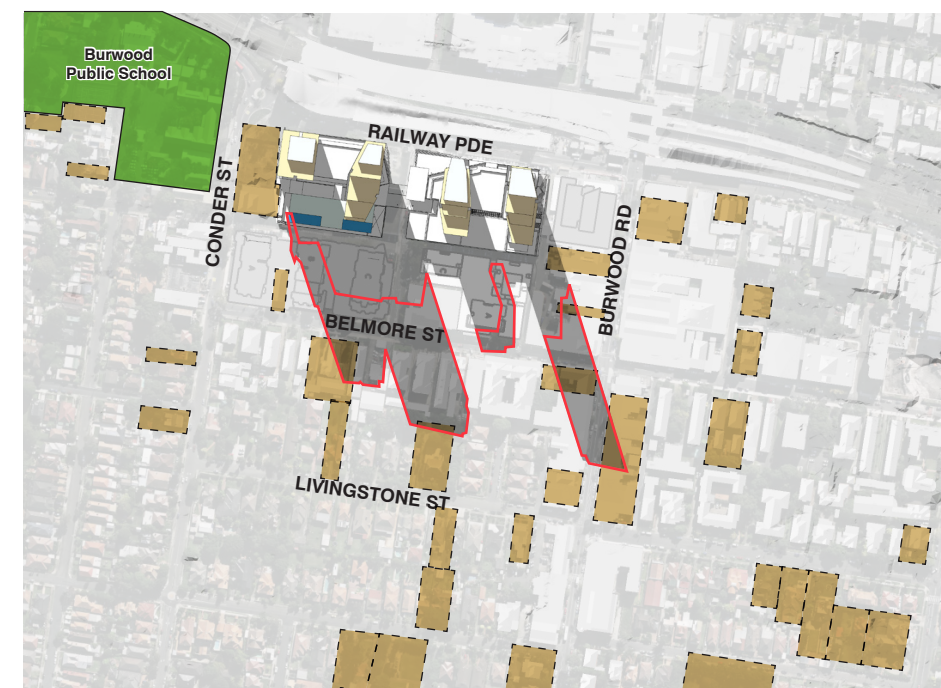 Burwood
Public School
RAILWAY PDE
CONDER ST
BURWOOD RD
BELMORE ST
LIVINGSTONE ST